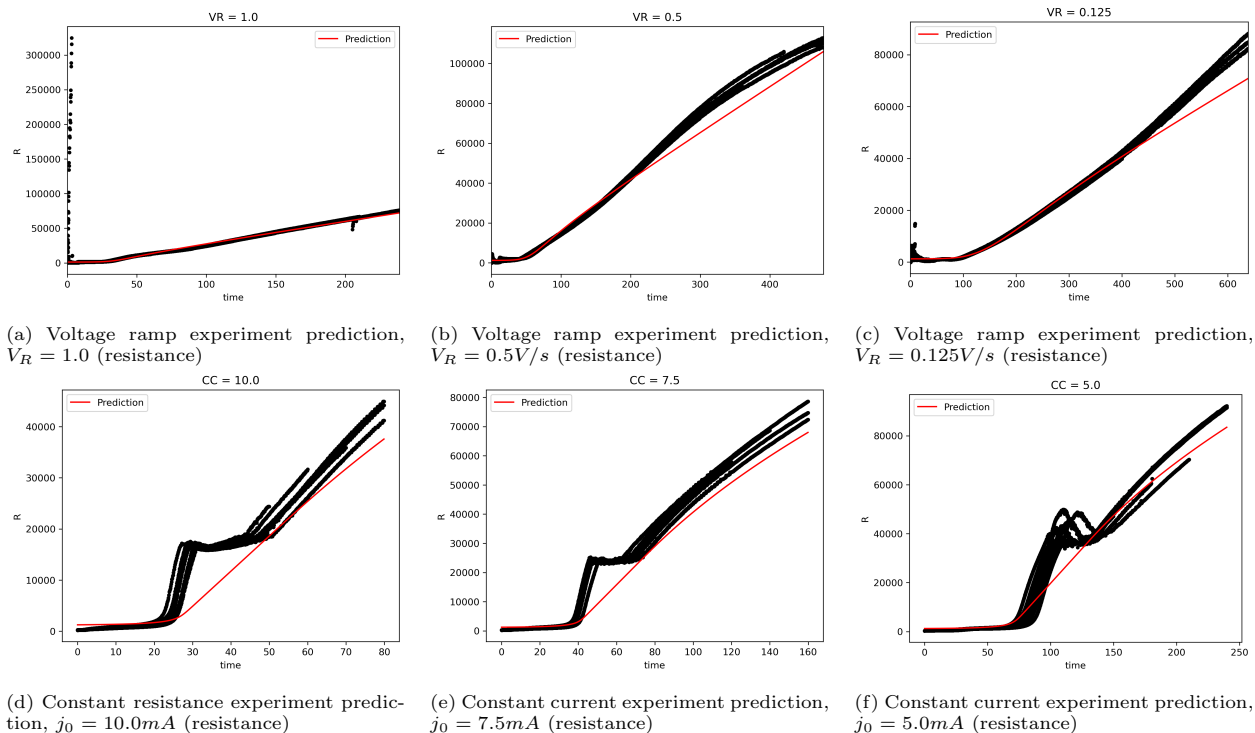 VR = 1.0
Prediction
300000
250000
200000
150000
100000
50000
0
R
0 50 100 150 200
time
VR = 0.5
Prediction
100000
80000
60000
40000
20000
0
R
0 100 200 300 400
time
VR = 0.125
Prediction
80000
60000
40000
20000
0
R
0 100 200 300 400 500 600
time
(a) Voltage ramp experiment prediction,
V_R = 1.0 (resistance)
(b) Voltage ramp experiment prediction,
V_R = 0.5V/s (resistance)
(c) Voltage ramp experiment prediction,
V_R = 0.125V/s (resistance)
CC = 10.0
Prediction
40000
30000
20000
10000
0
R
0 10 20 30 40 50 60 70 80
time
CC = 7.5
Prediction
80000
70000
60000
50000
40000
30000
20000
10000
0
R
0 20 40 60 80 100 120 140 160
time
CC = 5.0
Prediction
80000
60000
40000
20000
0
R
0 50 100 150 200 250
time
(d) Constant resistance experiment predic-
tion, j_0 = 10.0mA (resistance)
(e) Constant current experiment prediction,
j_0 = 7.5mA (resistance)
(f) Constant current experiment prediction,
j_0 = 5.0mA (resistance)